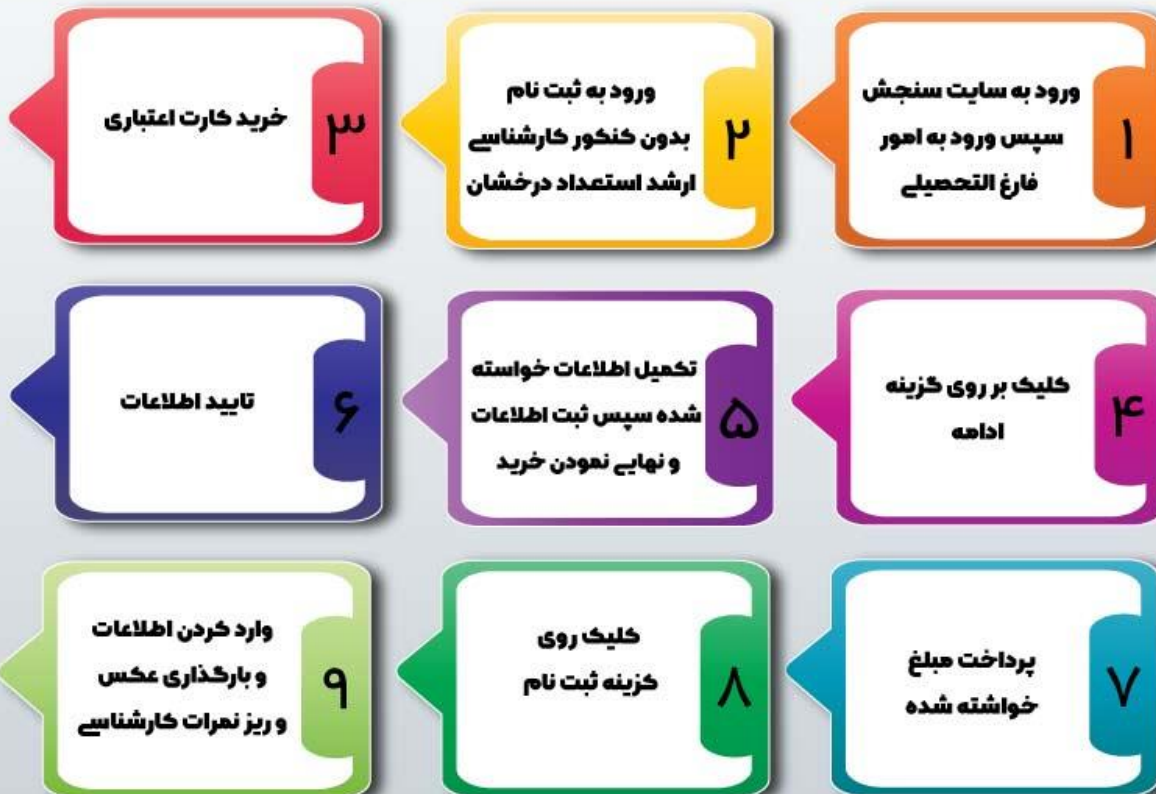 ۱
ورود به سایت سنجش
سپس ورود به امور
فارغ التحصیلی
۲
ورود به ثبت نام
بدون کنکور کارشناسی
ارشد استعداد درخشان
۳
خرید کارت اعتباری
۴
کلیک بر روی گزینه
ادامه
۵
تکمیل اطلاعات خواسته
شده سپس ثبت اطلاعات
و نهایی نمودن خرید
۶
تایید اطلاعات
۷
پرداخت مبلغ
خواشته شده
۸
کلیک روی
کزینه ثبت نام
۹
وارد کردن اطلاعات
و بارگذاری عکس
و ریز نمرات کارشناسی